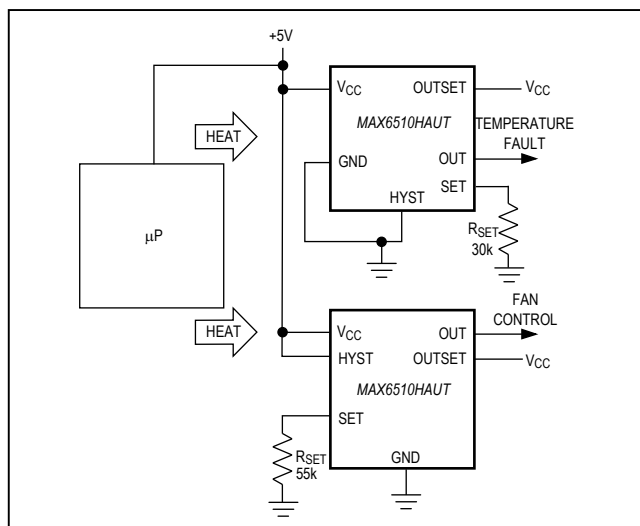 +5V
VCC
OUTSET
VCC
MAX6510HAUT
TEMPERATURE
FAULT
HEAT
GND
OUT
SET
HYST
µP
RSET
30k
HEAT
FAN
CONTROL
VCC
OUT
HYST
OUTSET
VCC
MAX6510HAUT
SET
GND
RSET
55k